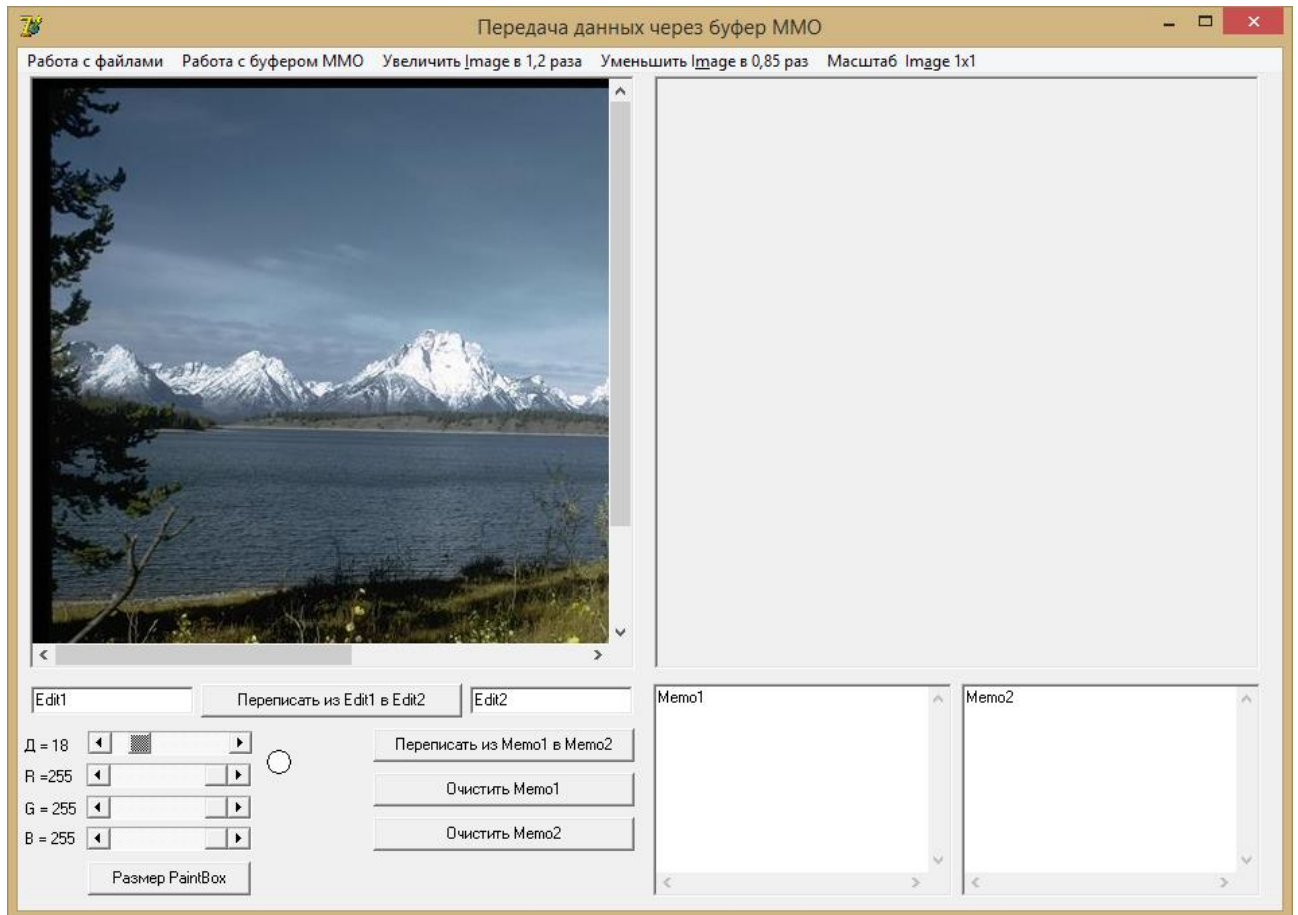 Передача данных через буфер ММО
Работа с файлами Работа с буфером ММО Увеличить Image в 1,2 раза Уменьшить Image в 0,85 раз Масштаб Image 1x1
Edit1 Переписать из Edit1 в Edit2 Edit2 Memo1 Memo2
Д = 18 Переписать из Memo1 в Memo2
R =255
Очистить Memo1
G = 255
B = 255 Очистить Memo2
Размер PaintBox